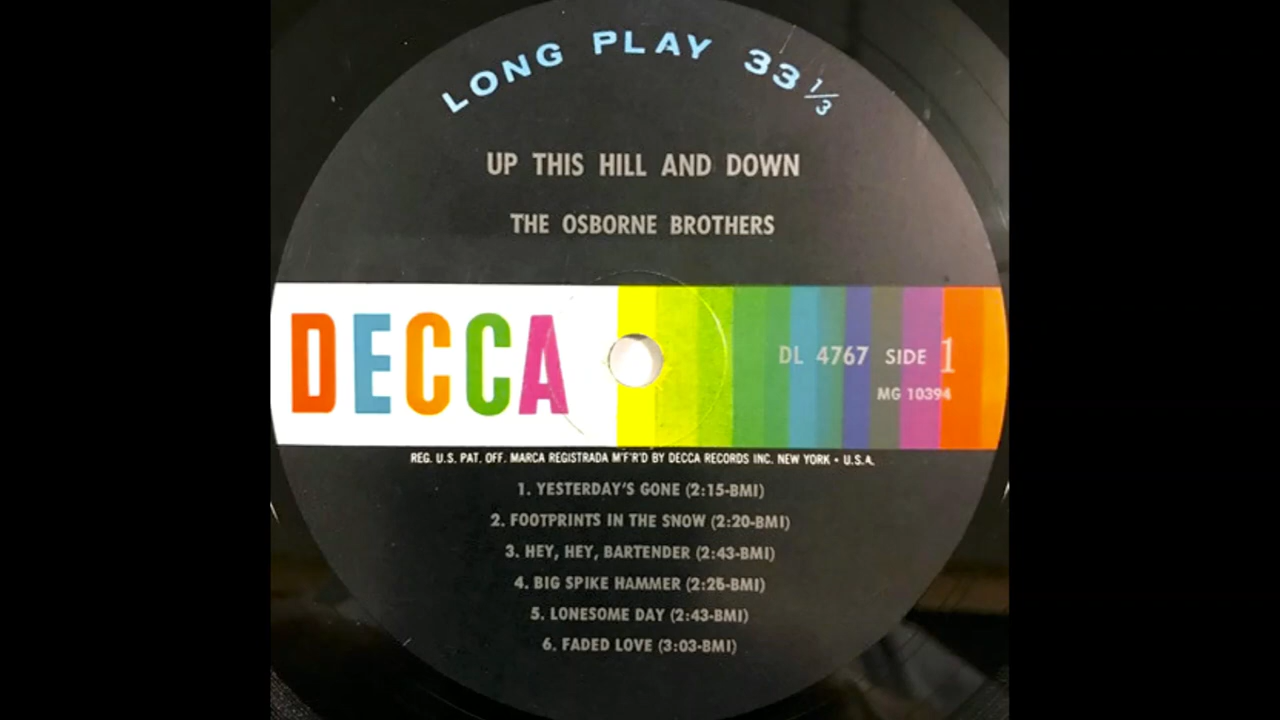 LONG PLAY 33 1/3
UP THIS HILL AND DOWN
THE OSBORNE BROTHERS
DECCA
DL 4767 SIDE 1
MG 10394
REG. U.S. PAT. OFF. MARCA REGISTRADA M'F'R'D BY DECCA RECORDS INC. NEW YORK • U.S.A.
1. YESTERDAY'S GONE (2:15-BMI)
2. FOOTPRINTS IN THE SNOW (2:20-BMI)
3. HEY, HEY, BARTENDER (2:43-BMI)
4. BIG SPIKE HAMMER (2:25-BMI)
5. LONESOME DAY (2:43-BMI)
6. FADED LOVE (3:03-BMI)